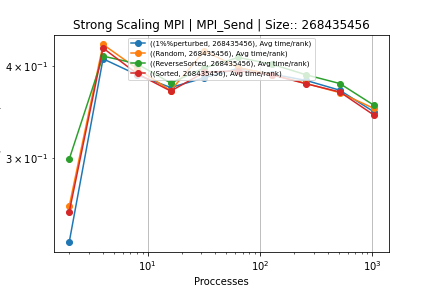 Strong Scaling MPI | MPI_Send | Size:: 268435456
((1%%perturbed, 268435456), Avg time/rank)
((Random, 268435456), Avg time/rank)
((ReverseSorted, 268435456), Avg time/rank)
((Sorted, 268435456), Avg time/rank)
4 × 10⁻¹
3 × 10⁻¹
10¹ 10² 10³
Proccesses